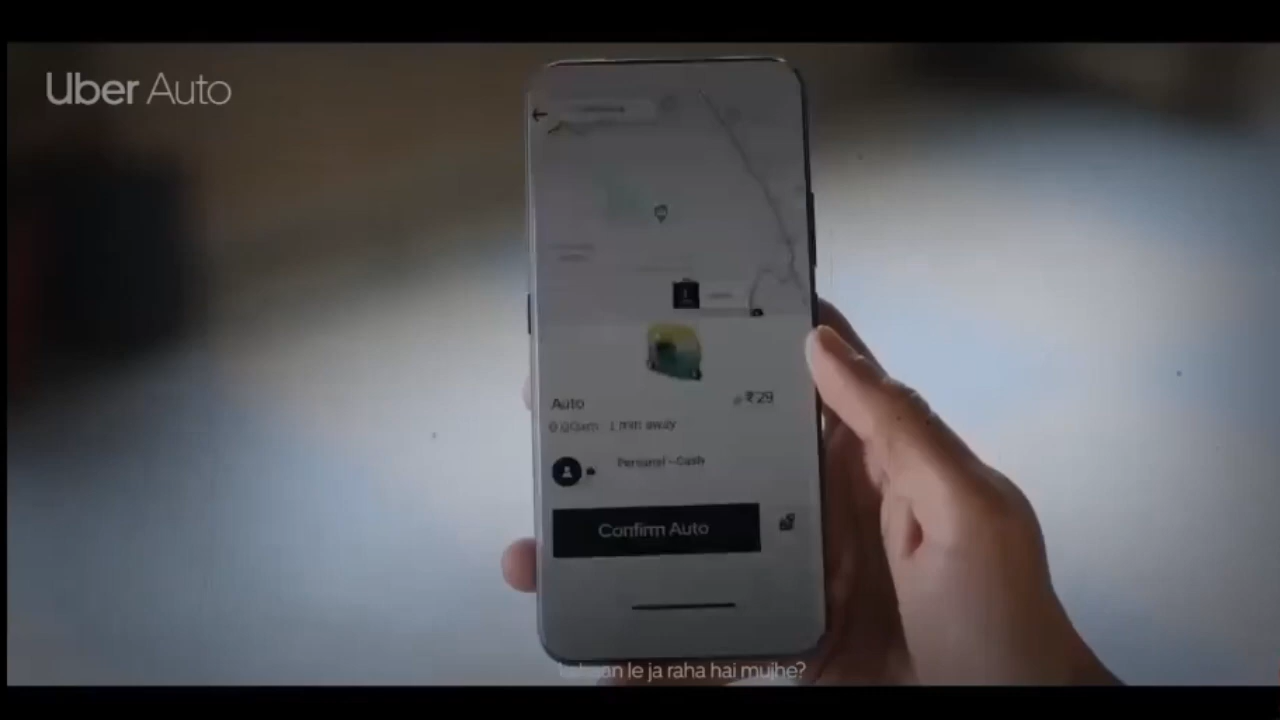 Uber Auto
Auto
₹29
1 min away
Personal - Cash
Confirm Auto
le ja raha hai mujhe?